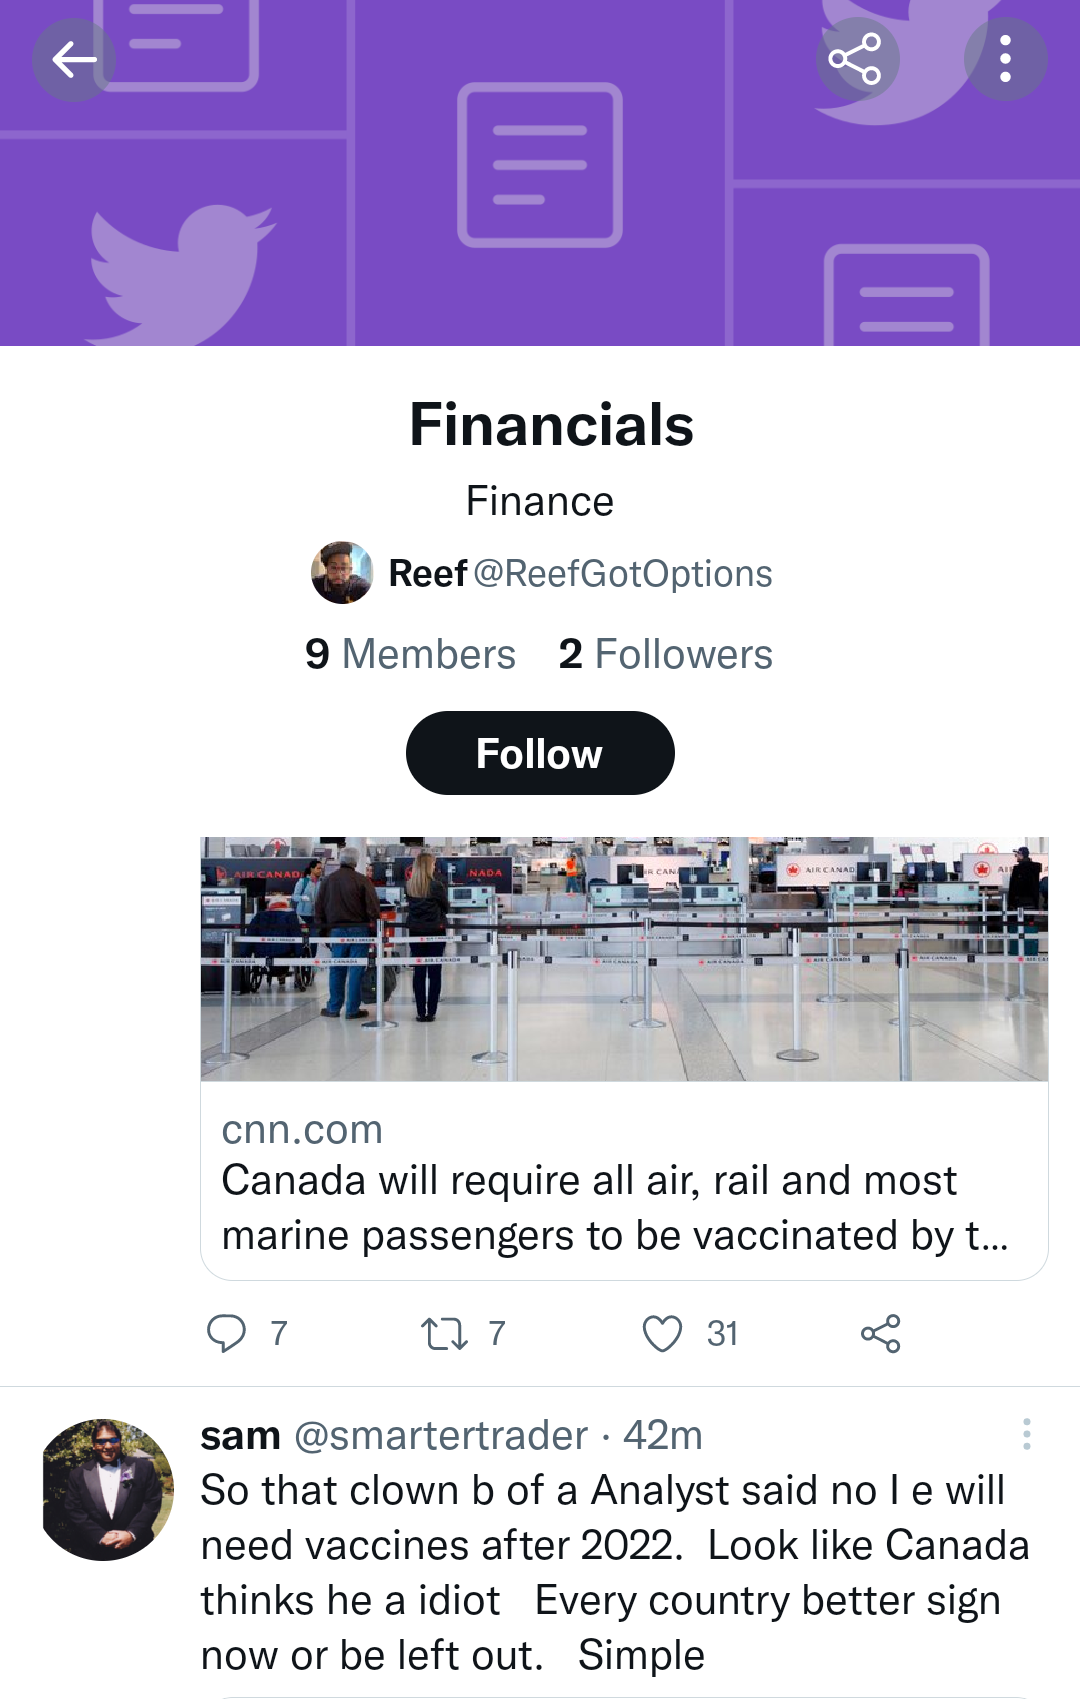 Financials
Finance
Reef @ReefGotOptions
9 Members 2 Followers
Follow
AIR CANAD
NADA
AIR CANAD
cnn.com
Canada will require all air, rail and most
marine passengers to be vaccinated by t...
7 7 31
sam @smartertrader · 42m
So that clown b of a Analyst said no I e will
need vaccines after 2022. Look like Canada
thinks he a idiot Every country better sign
now or be left out. Simple